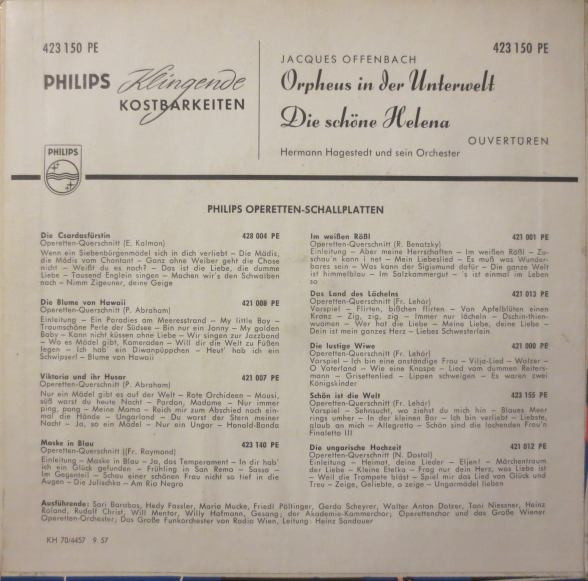 423 150 PE
PHILIPS Klingende
KOSTBARKEITEN
423 150 PE
JACQUES OFFENBACH
Orpheus in der Unterwelt
Die schöne Helena
OUVERTÜREN
Hermann Hagestedt und sein Orchester
PHILIPS
PHILIPS OPERETTEN-SCHALLPLATTEN
Die Csardasfürstin 428 004 PE
Operetten-Querschnitt (E. Kalman)
Wenn ein Siebenbürgenmädel sich in dich verliebt – Die Mädis,
die Mädis vom Chantant – Ganz ohne Weiber geht die Chose
nicht – Weißt du es noch? – Das ist die Liebe, die dumme
Liebe – Tausend Englein singen – Machen wir's den Schwalben
nach – Nimm Zigeuner, deine Geige
Die Blume von Hawaii 421 008 PE
Operetten-Querschnitt (P. Abraham)
Einleitung – Ein Paradies am Meeresstrand – My little Boy –
Traumschöne Perle der Südsee – Bin nur ein Jonny – My golden
Baby – Kann nicht küssen ohne Liebe – Wir singen zur Jazzband
– Wo es Mädel gibt, Kameraden – Will dir die Welt zu Füßen
legen – Ich hab' ein Diwanpüppchen – Heut' hab ich ein
Schwipserl – Blume von Hawaii
Viktoria und ihr Husar 421 007 PE
Operetten-Querschnitt (P. Abraham)
Nur ein Mädel gibt es auf der Welt – Rote Orchideen – Mausi,
süß warst du heute Nacht – Pardon, Madame – Nur immer
ping, pong – Meine Mama – Reich mir zum Abschied noch ein-
mal die Hände – Ungarland – Du warst der Stern meiner
Nacht – Ja, so ein Mädel – Nur ein Ungar – Honald-Banda
Maske in Blau 423 140 PE
Operetten-Querschnitt (Fr. Raymond)
Einleitung – Maske in Blau – Ja, das Temperament – In dir hab'
ich ein Glück gefunden – Frühling in San Remo – Sassa –
Im Gegenteil – Schau einer schönen Frau nicht so tief in die
Augen – Die Julischka – Am Rio Negro
Im weißen Rößl 421 001 PE
Operetten-Querschnitt (R. Benatzky)
Einleitung – Aber meine Herrschaften – Im weißen Rößl – Zu-
schau'n kann i net – Mein Liebeslied – Es muß was Wunder-
bares sein – Was kann der Sigismund dafür – Die ganze Welt
ist himmelblau – Im Salzkammergut – 's ist einmal im Leben
so
Das Land des Lächelns 421 013 PE
Operetten-Querschnitt (Fr. Lehár)
Vorspiel – Flirten, bißchen flirten – Von Apfelblüten einen
Kranz – Zig, zig, zig – Immer nur lächeln – Dschin-thien-
wuomen – Wer hat die Liebe – Meine Liebe, deine Liebe –
Dein ist mein ganzes Herz – Liebes Schwesterlein
Die lustige Wiwe 421 000 PE
Operetten-Querschnitt (Fr. Lehár)
Vorspiel – Ich bin eine anständige Frau – Vilja-Lied – Walzer –
O Vaterland – Wie eine Knospe – Lied vom dummen Reiters-
mann – Grisettenlied – Lippen schweigen – Es waren zwei
Königskinder
Schön ist die Welt 423 155 PE
Operetten-Querschnitt (Fr. Lehár)
Vorspiel – Sehnsucht, wo ziehst du mich hin – Blaues Meer
rings umher – In der kleinen Bar – Ich bin verliebt – Liebste,
glaub an mich – Allegretto – Schön sind die lachenden Frau'n
Finaletto III
Die ungarische Hochzeit 421 012 PE
Operetten-Querschnitt (N. Dostal)
Einleitung – Heimat, deine Lieder – Eljen! – Märchentraum
der Liebe – Kleine Etelka – Frag nur dein Herz, was Liebe ist
– Weil die Trompete bläst – Spiel mir das Lied von Glück und
Treu – Zeige, Geliebte, o zeige – Ungarmädel lieben
Ausführende: Sari Barabas, Hedy Fassler, Maria Mucke, Friedl Pöltinger, Gerda Scheyrer, Walter Anton Dotzer, Toni Niessner, Heinz
Roland, Rudolf Christ, Will Mentor, Willy Hofmann, Gesang; der Akademie-Kammerchor; Operettenchor und das Große Wiener
Operetten-Orchester; Das Große Funkorchester von Radio Wien, Leitung: Heinz Sandauer
KH 70/4457 9 57